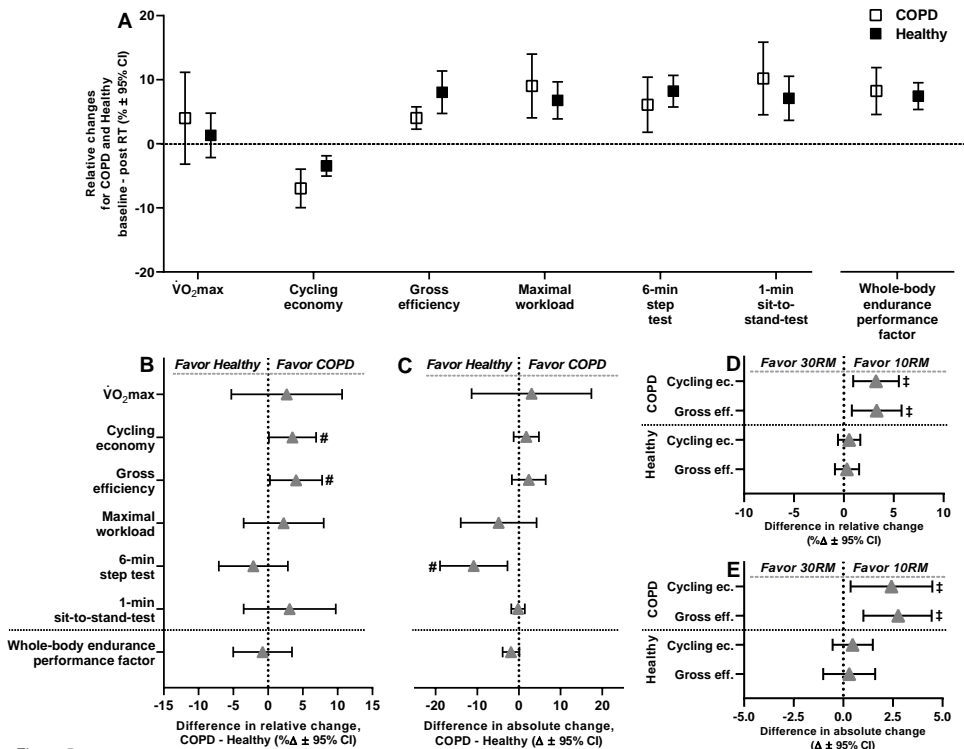 A
COPD
Healthy
Relative changes
for COPD and Healthy
baseline - post RT (% ± 95% CI)
20
10
0
-10
-20
V̇O2max
Cycling
economy
Gross
efficiency
Maximal
workload
6-min
step
test
1-min
sit-to-
stand-test
Whole-body
endurance
performance
factor
B
Favor Healthy
Favor COPD
V̇O2max
Cycling
economy
#
Gross
efficiency
#
Maximal
workload
6-min
step test
1-min
sit-to-stand-test
Whole-body endurance
performance factor
-15 -10 -5 0 5 10 15
Difference in relative change,
COPD - Healthy (%Δ ± 95% CI)
C
Favor Healthy
Favor COPD
#
-20 -10 0 10 20
Difference in absolute change,
COPD - Healthy (Δ ± 95% CI)
D
Favor 30RM
Favor 10RM
COPD
Cycling ec.
‡
Gross eff.
‡
Healthy
Cycling ec.
Gross eff.
-10 -5 0 5 10
Difference in relative change
(%Δ ± 95% CI)
E
Favor 30RM
Favor 10RM
COPD
Cycling ec.
‡
Gross eff.
‡
Healthy
Cycling ec.
Gross eff.
-5.0 -2.5 0.0 2.5 5.0
Difference in absolute change
(Δ ± 95% CI)